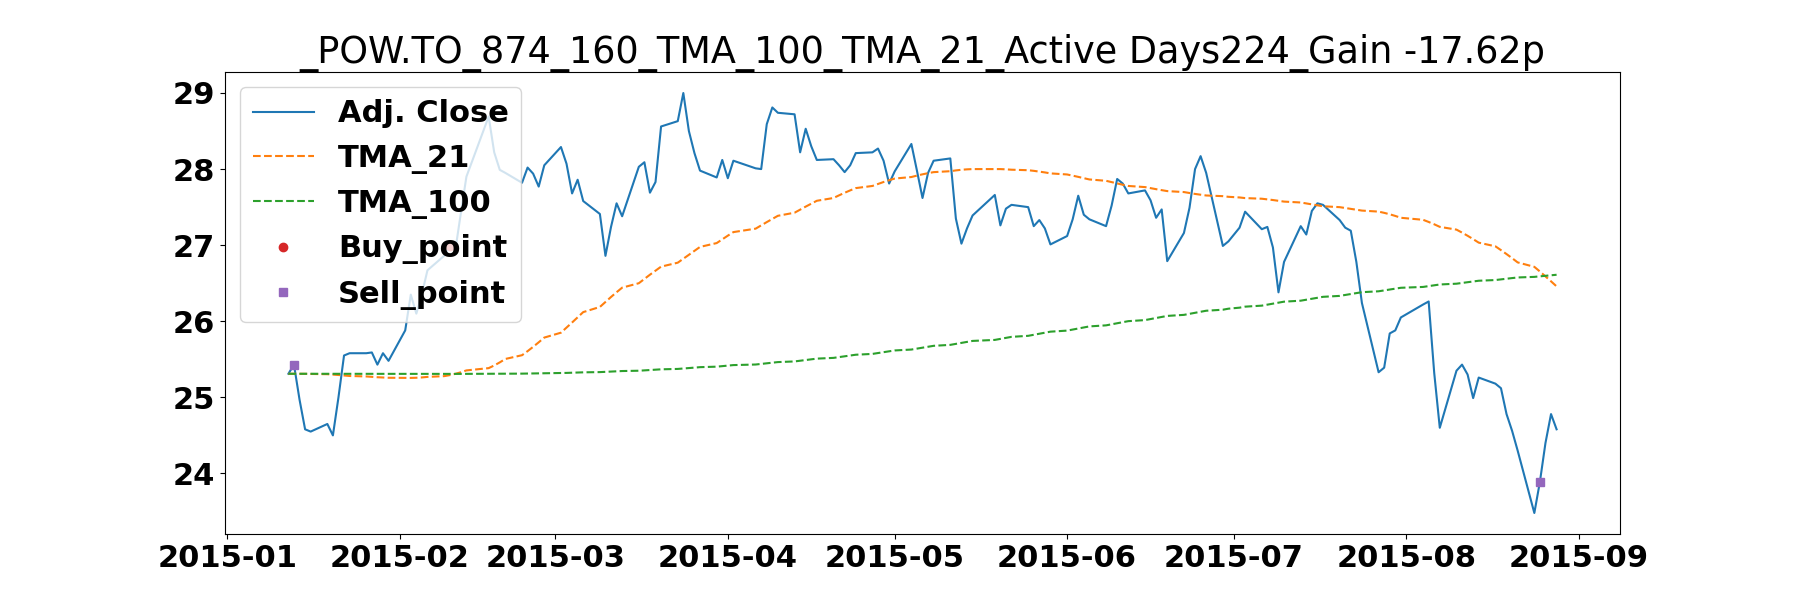 _POW.TO_874_160_TMA_100_TMA_21_Active Days224_Gain -17.62p
29
28
27
26
25
24
Adj. Close
TMA_21
TMA_100
Buy_point
Sell_point
2015-01 2015-02 2015-03 2015-04 2015-05 2015-06 2015-07 2015-08 2015-09